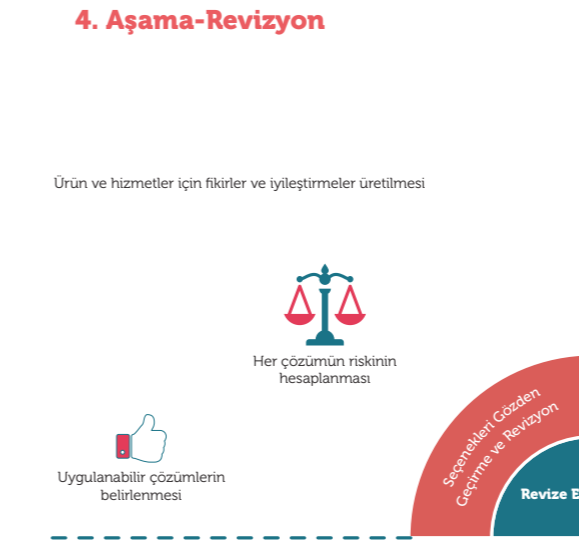 4. Aşama-Revizyon
Ürün ve hizmetler için fikirler ve iyileştirmeler üretilmesi
Her çözümün riskinin
hesaplanması
Uygulanabilir çözümlerin
belirlenmesi
Seçenekleri Gözden
Geçirme ve Revizyon
Revize E